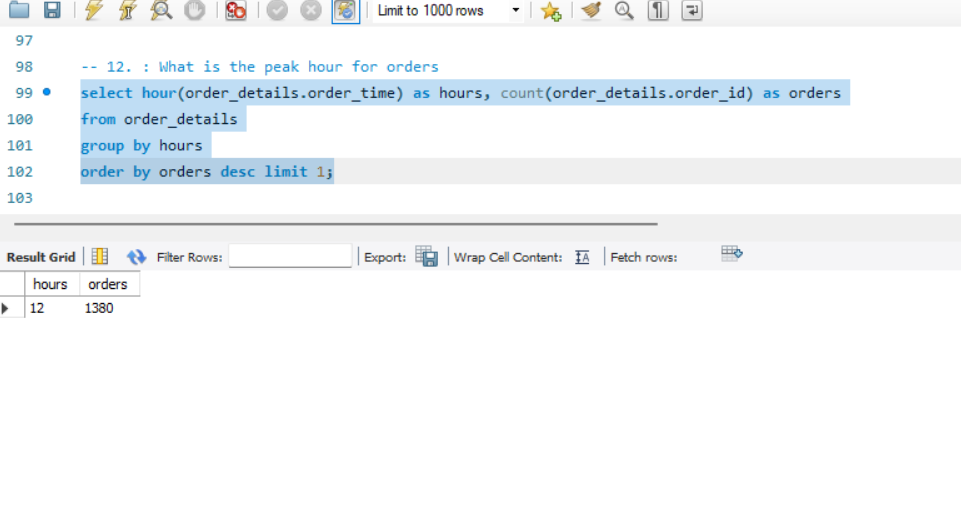 Limit to 1000 rows
97
98 -- 12. : What is the peak hour for orders
99 select hour(order_details.order_time) as hours, count(order_details.order_id) as orders
100 from order_details
101 group by hours
102 order by orders desc limit 1;
103
Result Grid Filter Rows: Export: Wrap Cell Content: Fetch rows:
hours orders
12 1380